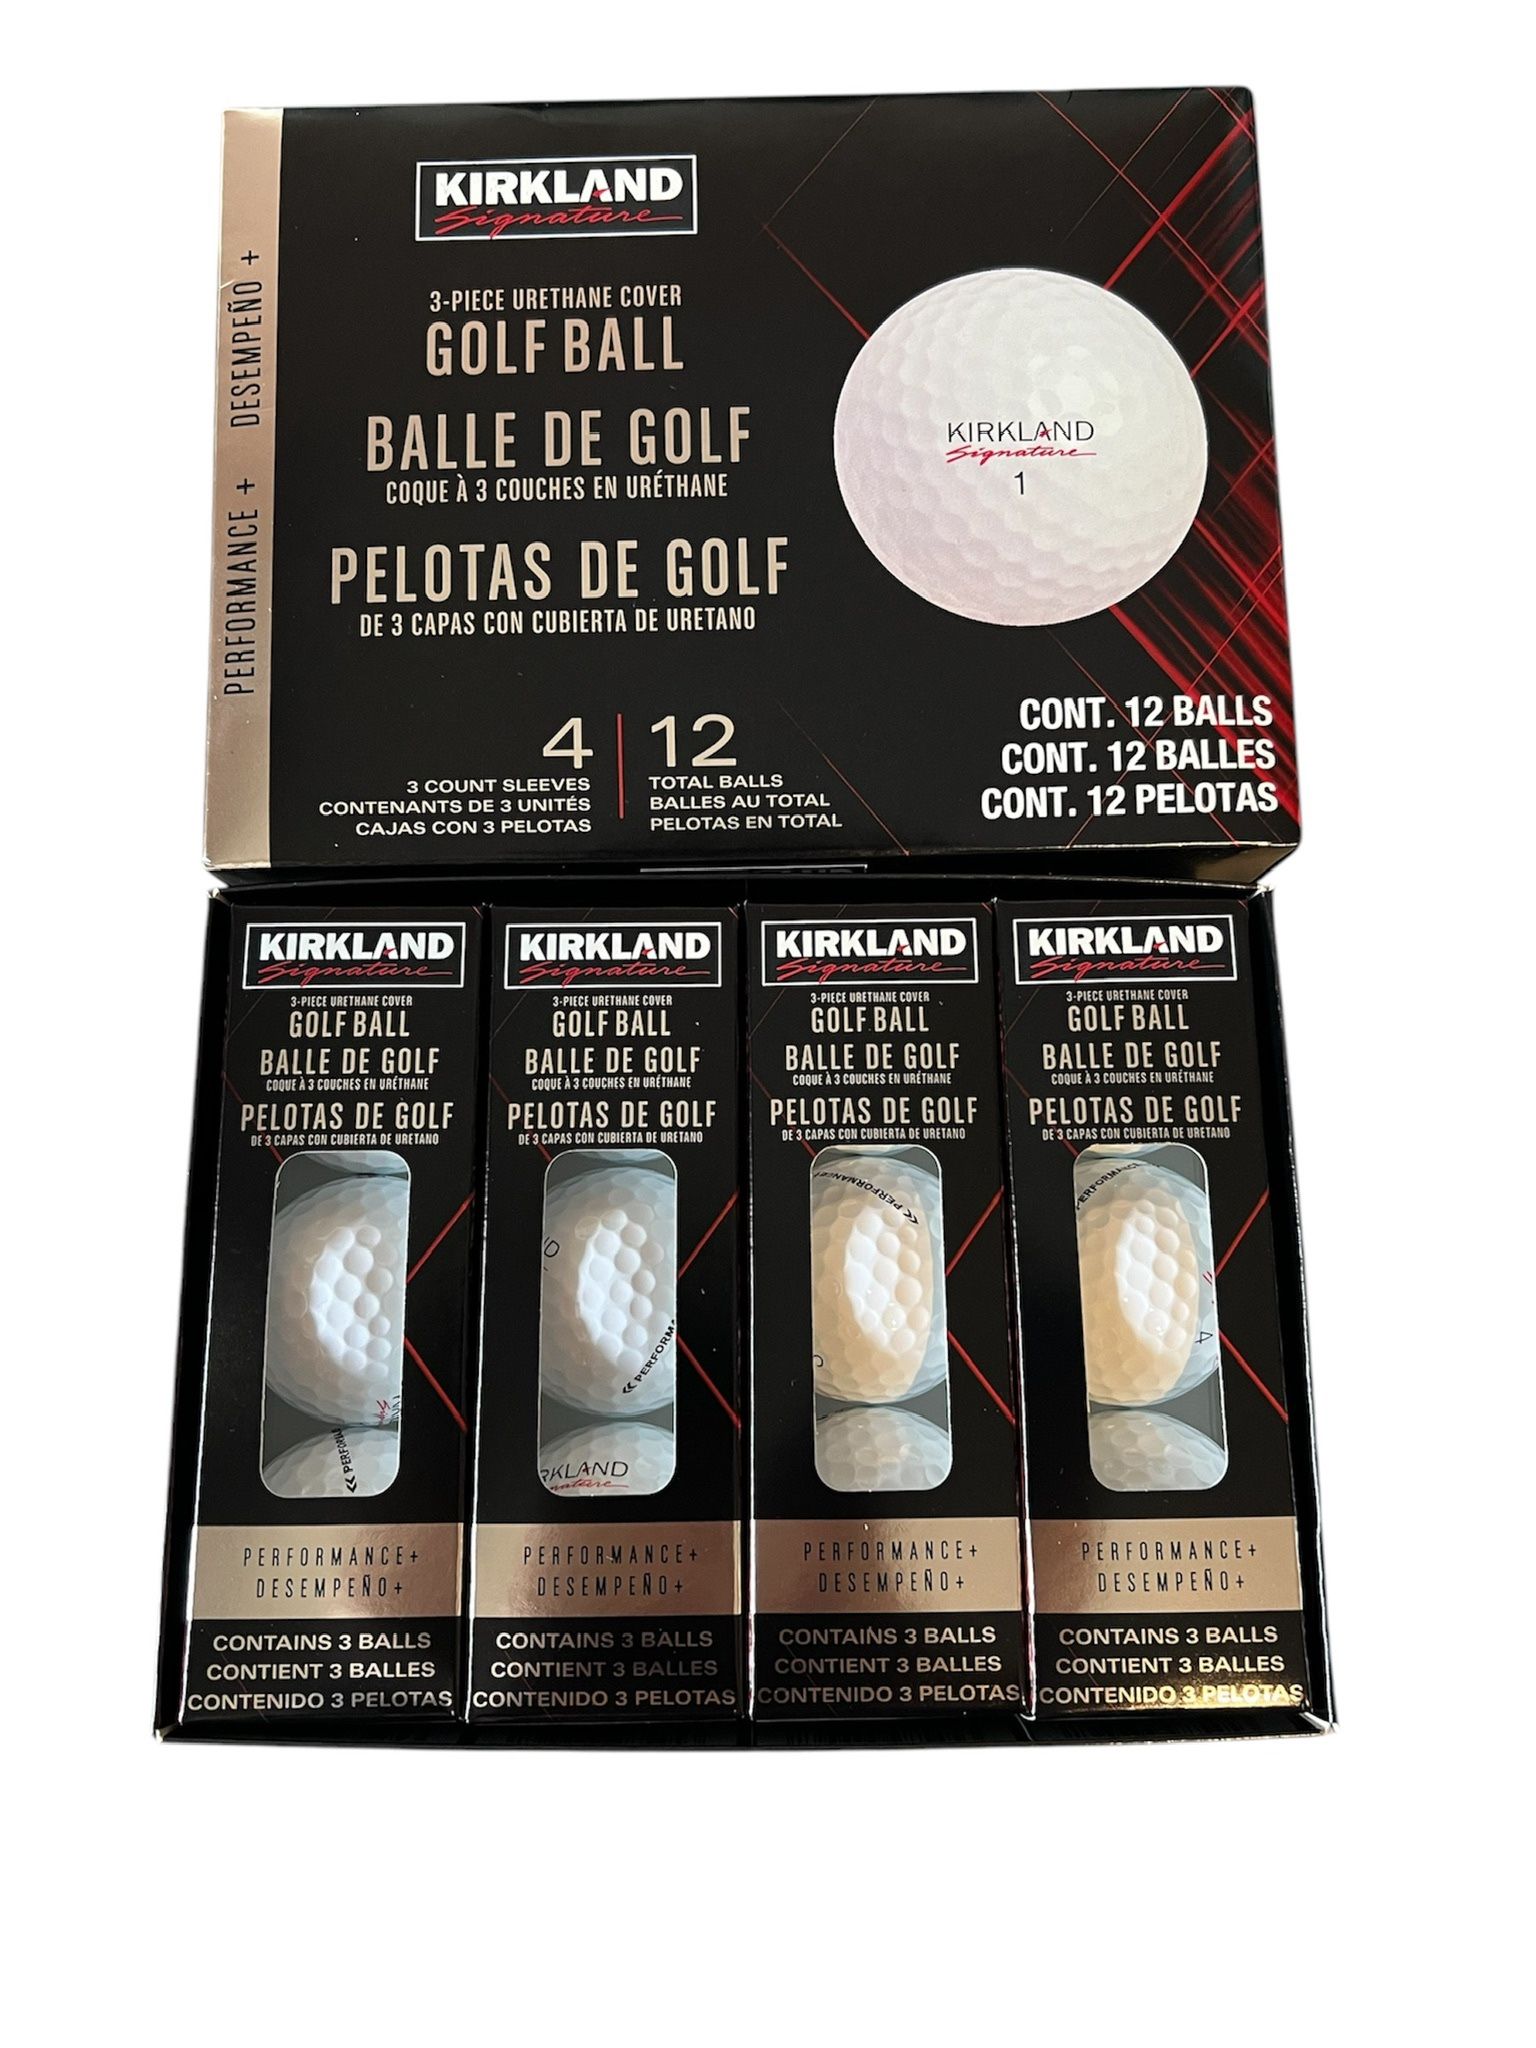 PERFORMANCE + DESEMPEÑO +
KIRKLAND
Signature
3-PIECE URETHANE COVER
GOLF BALL
BALLE DE GOLF
COQUE À 3 COUCHES EN URÉTHANE
PELOTAS DE GOLF
DE 3 CAPAS CON CUBIERTA DE URETANO
4
3 COUNT SLEEVES
CONTENANTS DE 3 UNITÉS
CAJAS CON 3 PELOTAS
12
TOTAL BALLS
BALLES AU TOTAL
PELOTAS EN TOTAL
KIRKLAND
Signature
1
CONT. 12 BALLS
CONT. 12 BALLES
CONT. 12 PELOTAS
KIRKLAND
Signature
3-PIECE URETHANE COVER
GOLF BALL
BALLE DE GOLF
COQUE À 3 COUCHES EN URÉTHANE
PELOTAS DE GOLF
DE 3 CAPAS CON CUBIERTA DE URETANO
PERFORMANCE+
DESEMPEÑO+
CONTAINS 3 BALLS
CONTIENT 3 BALLES
CONTENIDO 3 PELOTAS
KIRKLAND
Signature
3-PIECE URETHANE COVER
GOLF BALL
BALLE DE GOLF
COQUE À 3 COUCHES EN URÉTHANE
PELOTAS DE GOLF
DE 3 CAPAS CON CUBIERTA DE URETANO
« PERFORMA
RKLAND
nature
PERFORMANCE+
DESEMPEÑO+
CONTAINS 3 BALLS
CONTIENT 3 BALLES
CONTENIDO 3 PELOTAS
KIRKLAND
Signature
3-PIECE URETHANE COVER
GOLF BALL
BALLE DE GOLF
COQUE À 3 COUCHES EN URÉTHANE
PELOTAS DE GOLF
DE 3 CAPAS CON CUBIERTA DE URETANO
« PERFORMANCE+
PERFORMANCE+
DESEMPEÑO+
CONTAINS 3 BALLS
CONTIENT 3 BALLES
CONTENIDO 3 PELOTAS
KIRKLAND
Signature
3-PIECE URETHANE COVER
GOLF BALL
BALLE DE GOLF
COQUE À 3 COUCHES EN URÉTHANE
PELOTAS DE GOLF
DE 3 CAPAS CON CUBIERTA DE URETANO
4
PERFORMANCE+
DESEMPEÑO+
CONTAINS 3 BALLS
CONTIENT 3 BALLES
CONTENIDO 3 PELOTAS